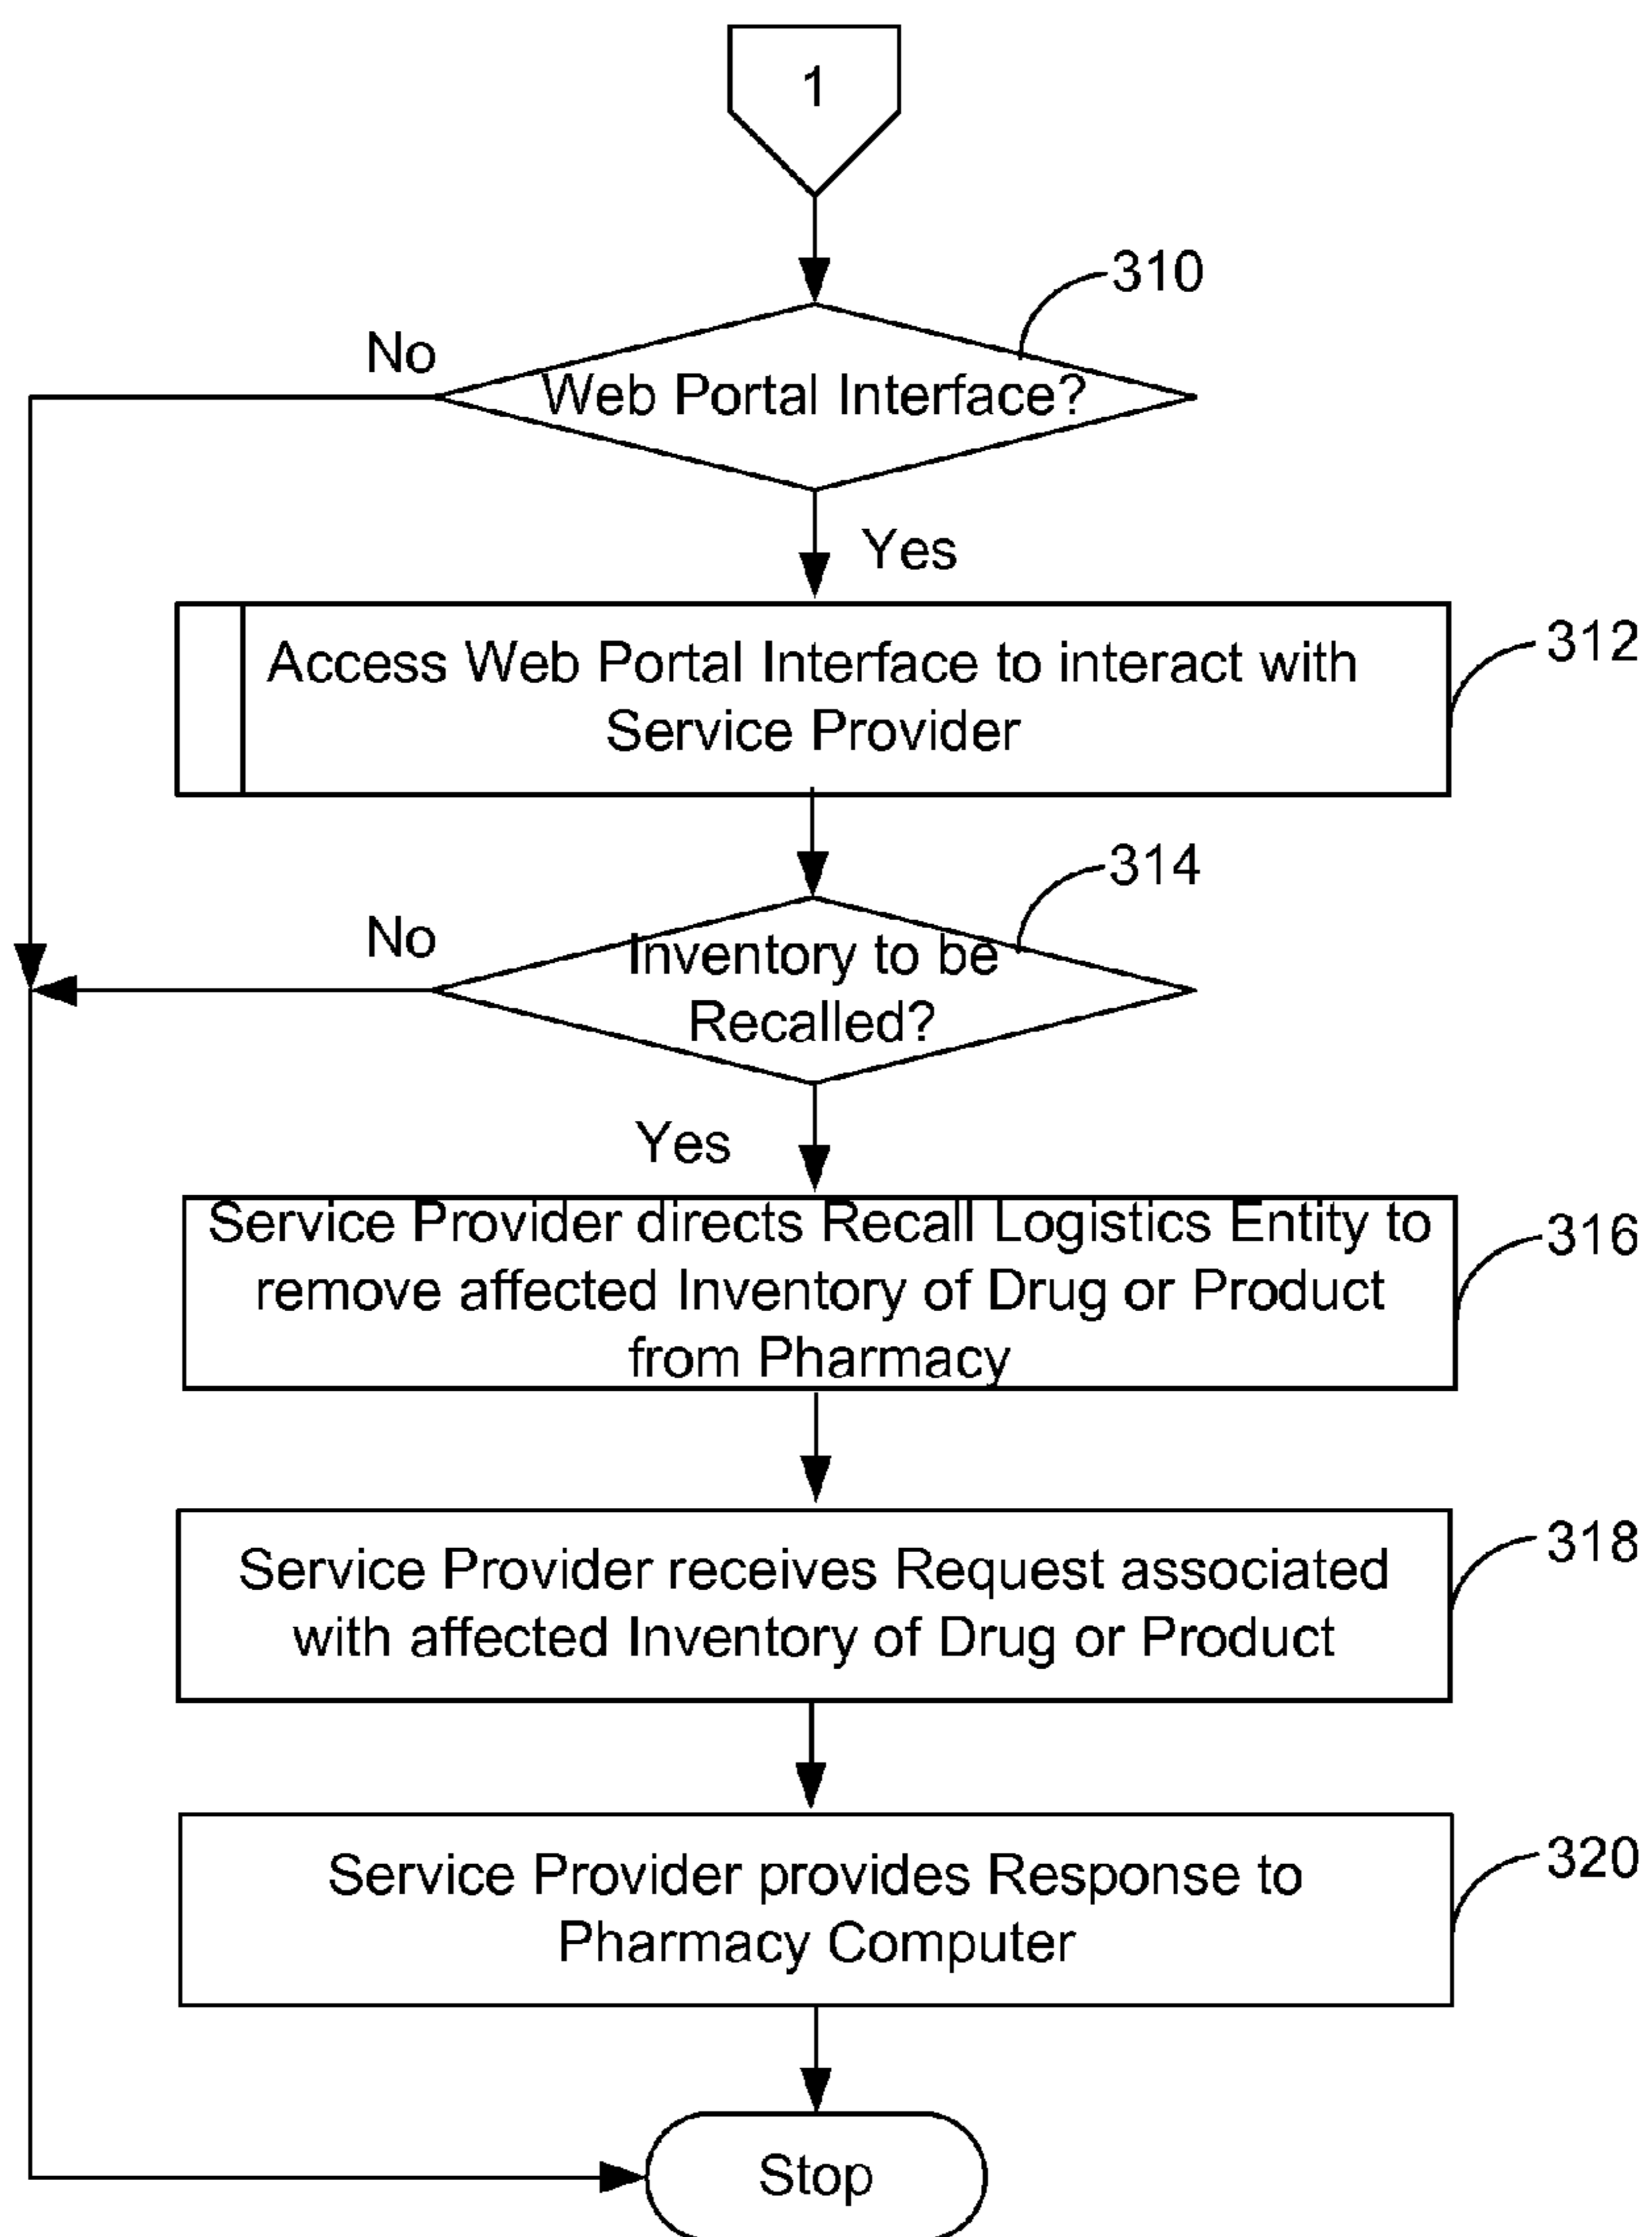 1
310
No
Web Portal Interface?
Yes
Access Web Portal Interface to interact with
Service Provider
312
314
No
Inventory to be
Recalled?
Yes
Service Provider directs Recall Logistics Entity to
remove affected Inventory of Drug or Product
from Pharmacy
316
Service Provider receives Request associated
with affected Inventory of Drug or Product
318
Service Provider provides Response to
Pharmacy Computer
320
Stop